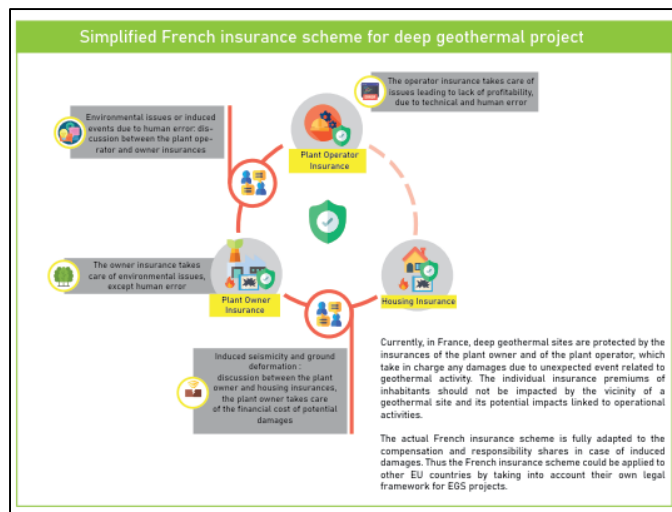 Simplified French insurance scheme for deep geothermal project
The operator insurance takes care of
issues leading to lack of profitability,
due to technical and human error
Environmental issues or induced
events due to human error: dis-
cussion between the plant ope-
rator and owner insurances
Plant Operator
Insurance
The owner insurance takes
care of environmental issues,
except human error
Plant Owner
Insurance
Housing Insurance
Induced seismicity and ground
deformation :
discussion between the plant
owner and housing insurances,
the plant owner takes care
of the financial cost of potential
damages
Currently, in France, deep geothermal sites are protected by the
insurances of the plant owner and of the plant operator, which
take in charge any damages due to unexpected event related to
geothermal activity. The individual insurance premiums of
inhabitants should not be impacted by the vicinity of a
geothermal site and its potential impacts linked to operational
activities.
The actual French insurance scheme is fully adapted to the
compensation and responsibility shares in case of induced
damages. Thus the French insurance scheme could be applied to
other EU countries by taking into account their own legal
framework for EGS projects.